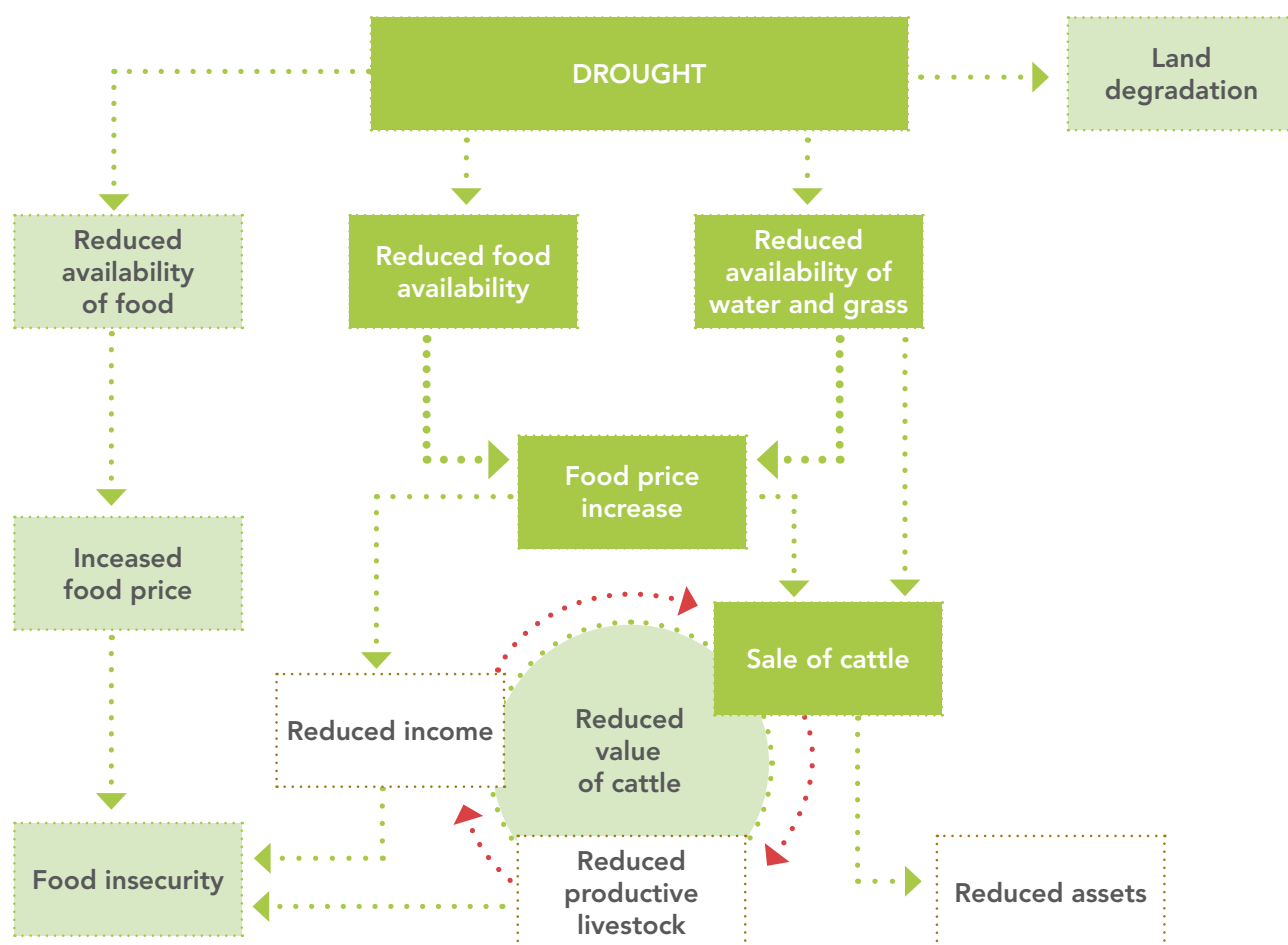 DROUGHT
Land
degradation
Reduced
availability
of food
Reduced food
availability
Reduced
availability of
water and grass
Food price
increase
Inceased
food price
Sale of cattle
Reduced income
Reduced
value
of cattle
Food insecurity
Reduced
productive
livestock
Reduced assets